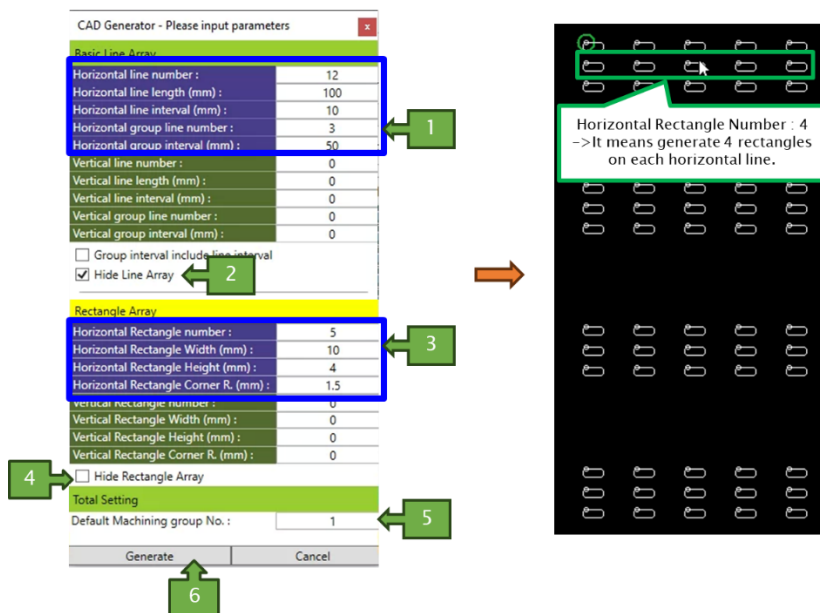 CAD Generator - Please input parameters
x
Basic Line Array
Horizontal line number : 12
Horizontal line length (mm) : 100
Horizontal line interval (mm) : 10
Horizontal group line number : 3
Horizontal group interval (mm) : 50
1
Vertical line number : 0
Vertical line length (mm) : 0
Vertical line interval (mm) : 0
Vertical group line number : 0
Vertical group interval (mm) : 0
Group interval include line interval
Hide Line Array
2
Rectangle Array
Horizontal Rectangle number : 5
Horizontal Rectangle Width (mm) : 10
Horizontal Rectangle Height (mm) : 4
Horizontal Rectangle Corner R. (mm) : 1.5
3
Vertical Rectangle number : 0
Vertical Rectangle Width (mm) : 0
Vertical Rectangle Height (mm) : 0
Vertical Rectangle Corner R. (mm) : 0
4
Hide Rectangle Array
Total Setting
Default Machining group No. : 1
5
Generate
Cancel
6
Horizontal Rectangle Number : 4
->It means generate 4 rectangles
on each horizontal line.